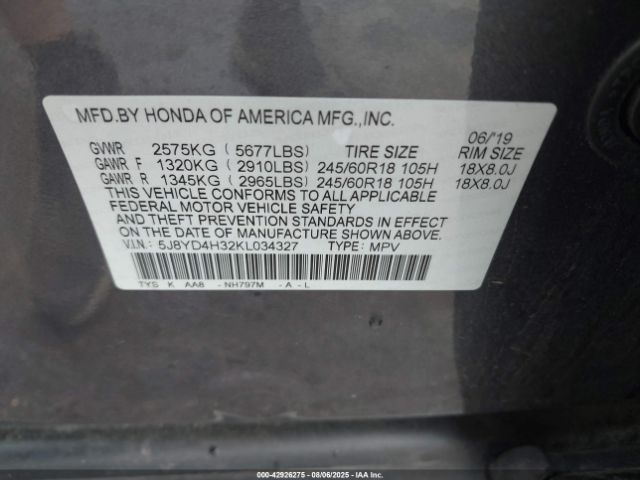 MFD.BY HONDA OF AMERICA MFG.,INC.
06/'19
GVWR 2575KG (5677LBS) TIRE SIZE RIM SIZE
GAWR F 1320KG (2910LBS) 245/60R18 105H 18X8.0J
GAWR R 1345KG (2965LBS) 245/60R18 105H 18X8.0J
THIS VEHICLE CONFORMS TO ALL APPLICABLE
FEDERAL MOTOR VEHICLE SAFETY
AND THEFT PREVENTION STANDARDS IN EFFECT
ON THE DATE OF MANUFACTURE SHOWN ABOVE.
V.I.N.: 5J8YD4H32KL034327 TYPE: MPV
TYS K AA8 -NH797M -A-L
000-42926275 - 08/06/2025 - IAAI.COM